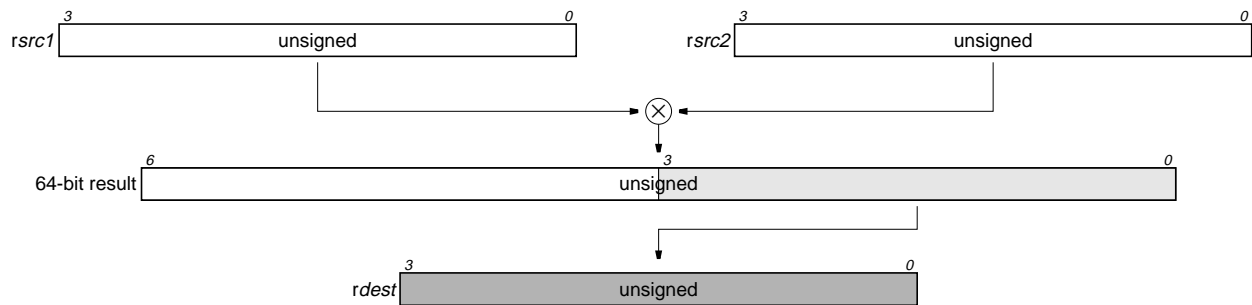 3 0 3 0
rsrc1 unsigned rsrc2 unsigned
6 3 0
64-bit result unsigned
3 0
rdest unsigned